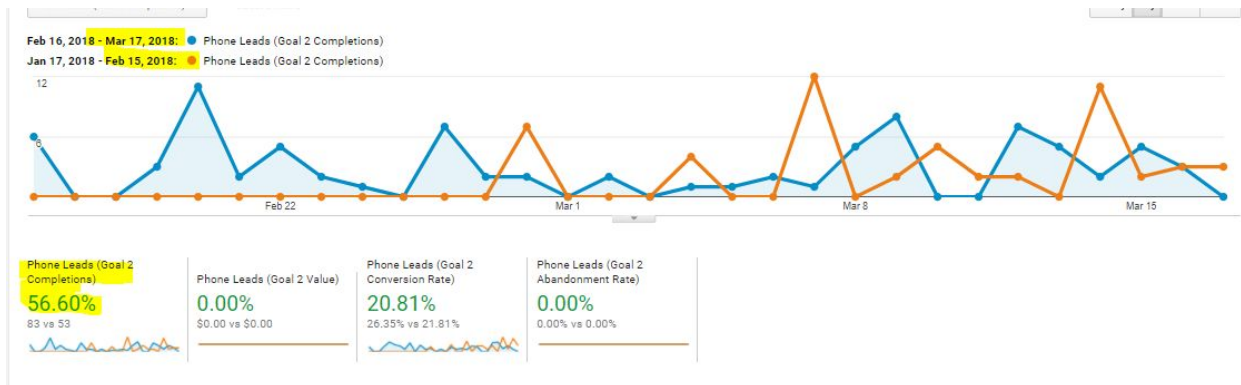 Feb 16, 2018 - Mar 17, 2018: Phone Leads (Goal 2 Completions)
Jan 17, 2018 - Feb 15, 2018: Phone Leads (Goal 2 Completions)
12
6
Feb 22
Mar 1
Mar 8
Mar 15
Phone Leads (Goal 2
Completions)
56.60%
83 vs 53
Phone Leads (Goal 2 Value)
0.00%
$0.00 vs $0.00
Phone Leads (Goal 2
Conversion Rate)
20.81%
26.35% vs 21.81%
Phone Leads (Goal 2
Abandonment Rate)
0.00%
0.00% vs 0.00%